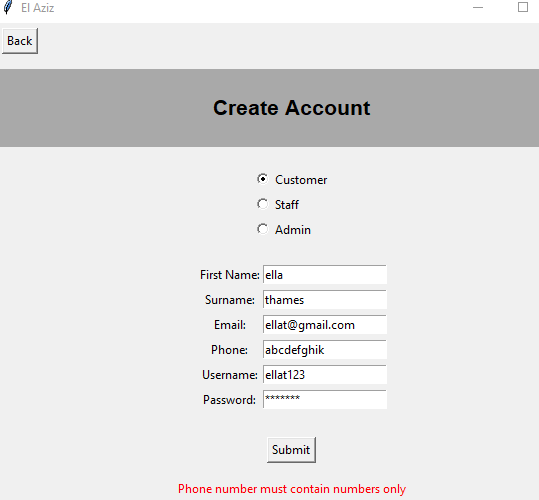 El Aziz
Back
Create Account
Customer
Staff
Admin
First Name: ella
Surname: thames
Email: ellat@gmail.com
Phone: abcdefghik
Username: ellat123
Password: *******
Submit
Phone number must contain numbers only